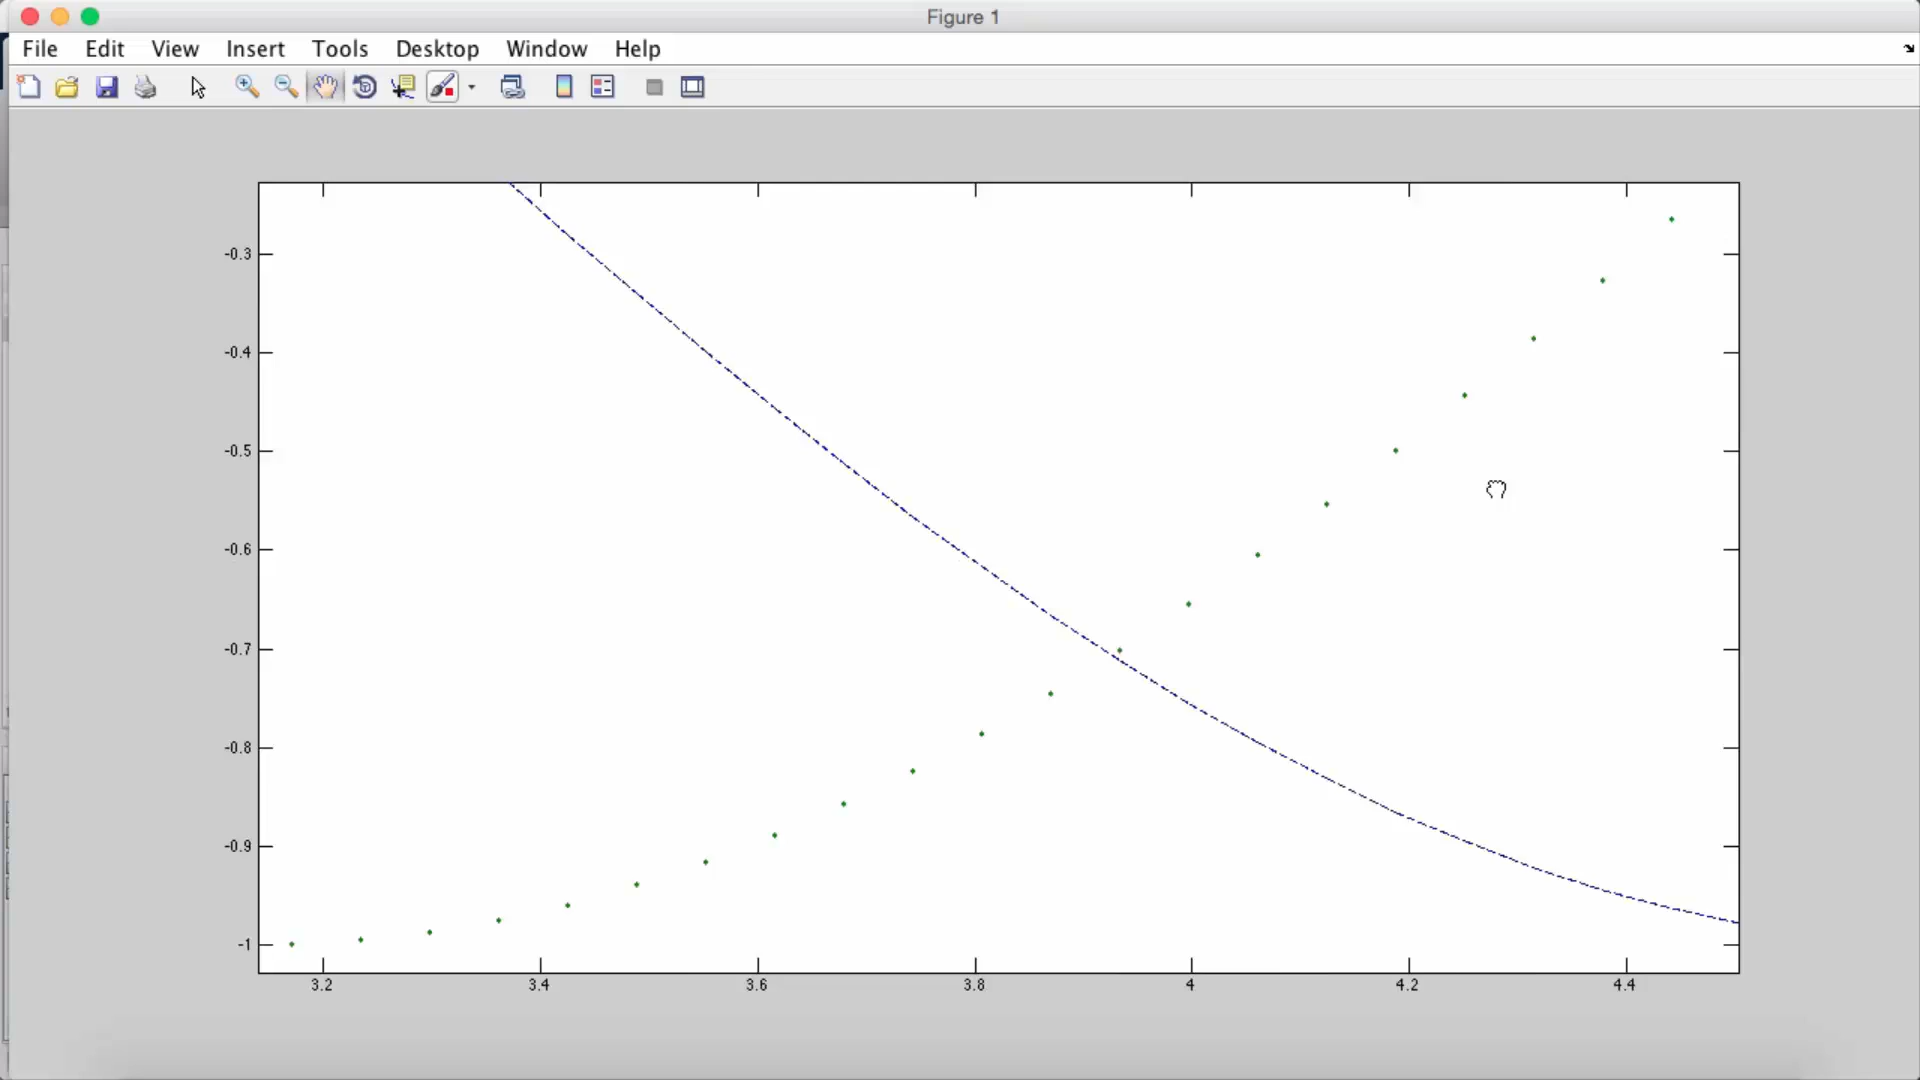 Figure 1
File Edit View Insert Tools Desktop Window Help
-0.3
-0.4
-0.5
-0.6
-0.7
-0.8
-0.9
-1
3.2 3.4 3.6 3.8 4 4.2 4.4